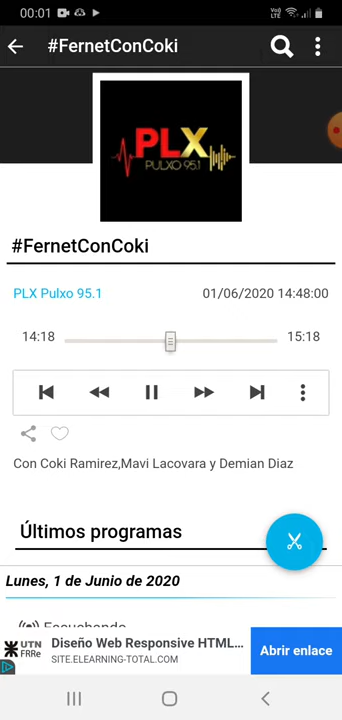 00:01
#FernetConCoki
PLX
PULXO 95.1
#FernetConCoki
PLX Pulxo 95.1
01/06/2020 14:48:00
14:18
15:18
Con Coki Ramirez,Mavi Lacovara y Demian Diaz
Últimos programas
Lunes, 1 de Junio de 2020
Escuchando
UTN
FRRe
Diseño Web Responsive HTML...
SITE.ELEARNING-TOTAL.COM
Abrir enlace